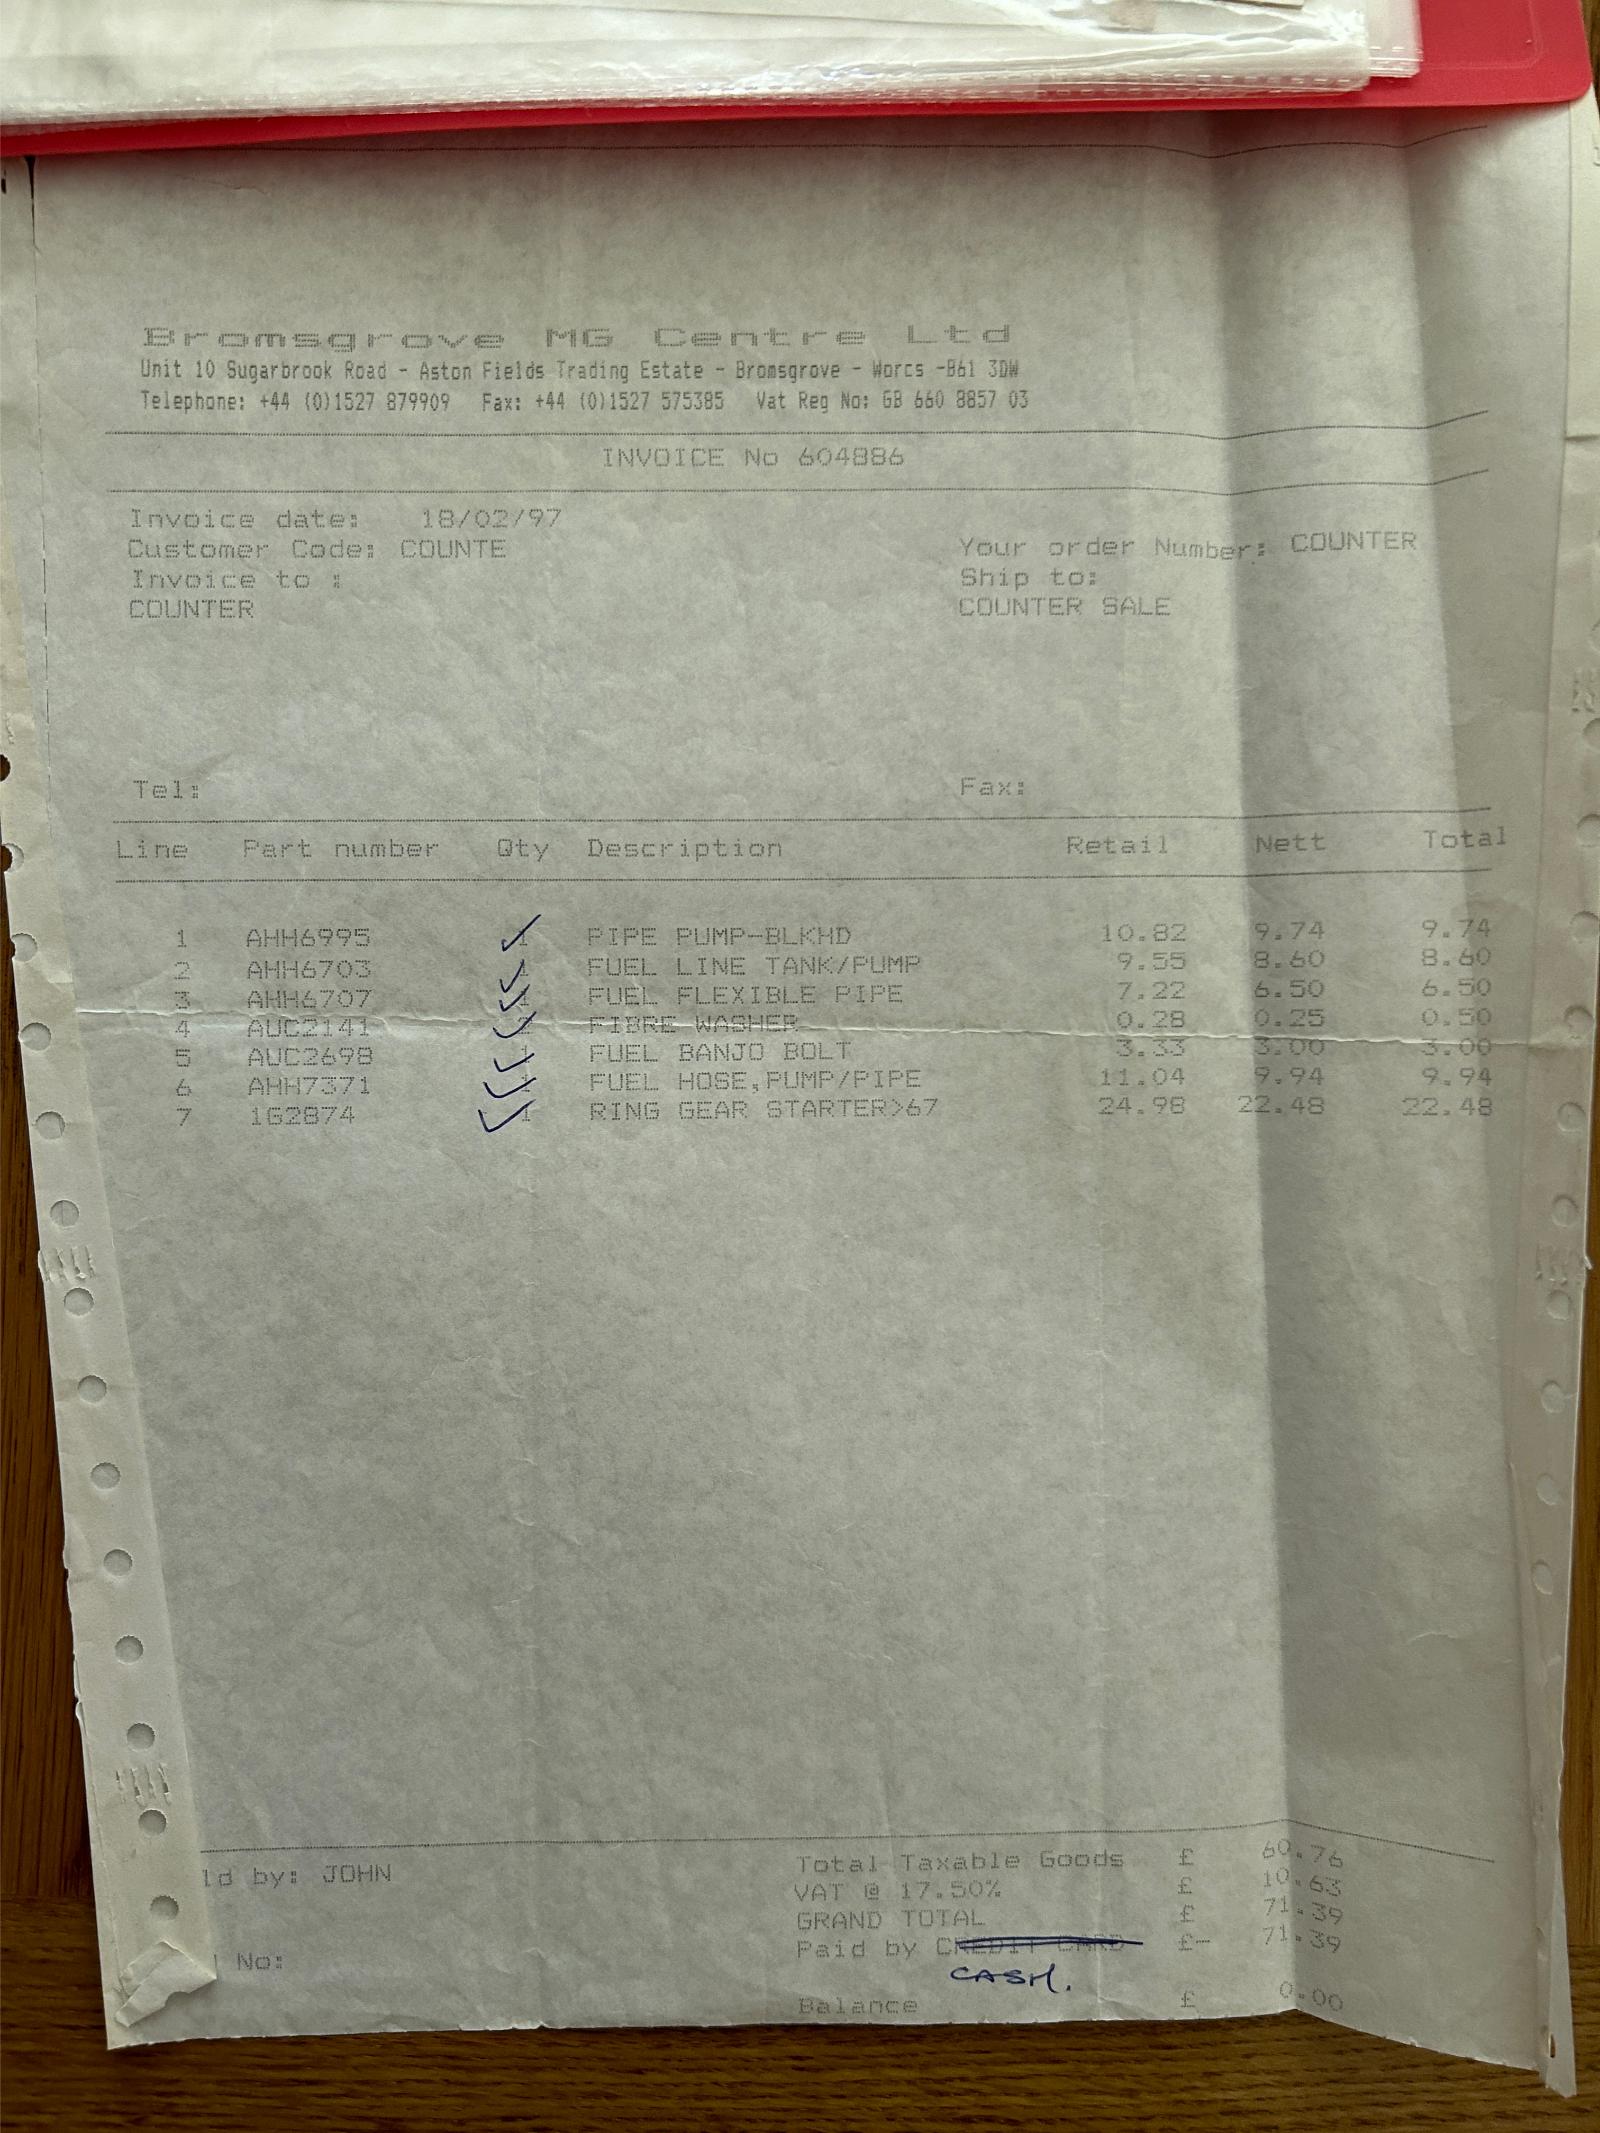 Bromsgrove MG Centre Ltd
Unit 10 Sugarbrook Road - Aston Fields Trading Estate - Bromsgrove - Worcs -B61 3DW
Telephone: +44 (0)1527 879909 Fax: +44 (0)1527 575385 Vat Reg No: GB 660 8857 03
INVOICE No 604886
Invoice date: 18/02/97
Customer Code: COUNTE Your order Number: COUNTER
Invoice to : Ship to:
COUNTER COUNTER SALE
Tel: Fax:
Line Part number Qty Description Retail Nett Total
1 AHH6995 1 PIPE PUMP-BLKHD 10.82 9.74 9.74
2 AHH6703 1 FUEL LINE TANK/PUMP 9.55 8.60 8.60
3 AHH6707 1 FUEL FLEXIBLE PIPE 7.22 6.50 6.50
4 AUC2141 2 FIBRE WASHER 0.28 0.25 0.50
5 AUC2698 1 FUEL BANJO BOLT 3.33 3.00 3.00
6 AHH7371 1 FUEL HOSE,PUMP/PIPE 11.04 9.94 9.94
7 1G2874 1 RING GEAR STARTER>67 24.98 22.48 22.48
Total Taxable Goods £ 60.76
ld by: JOHN
VAT @ 17.50% £ 10.63
GRAND TOTAL £ 71.39
Paid by CREDIT CARD £- 71.39
No:
CASH.
Balance £ 0.00